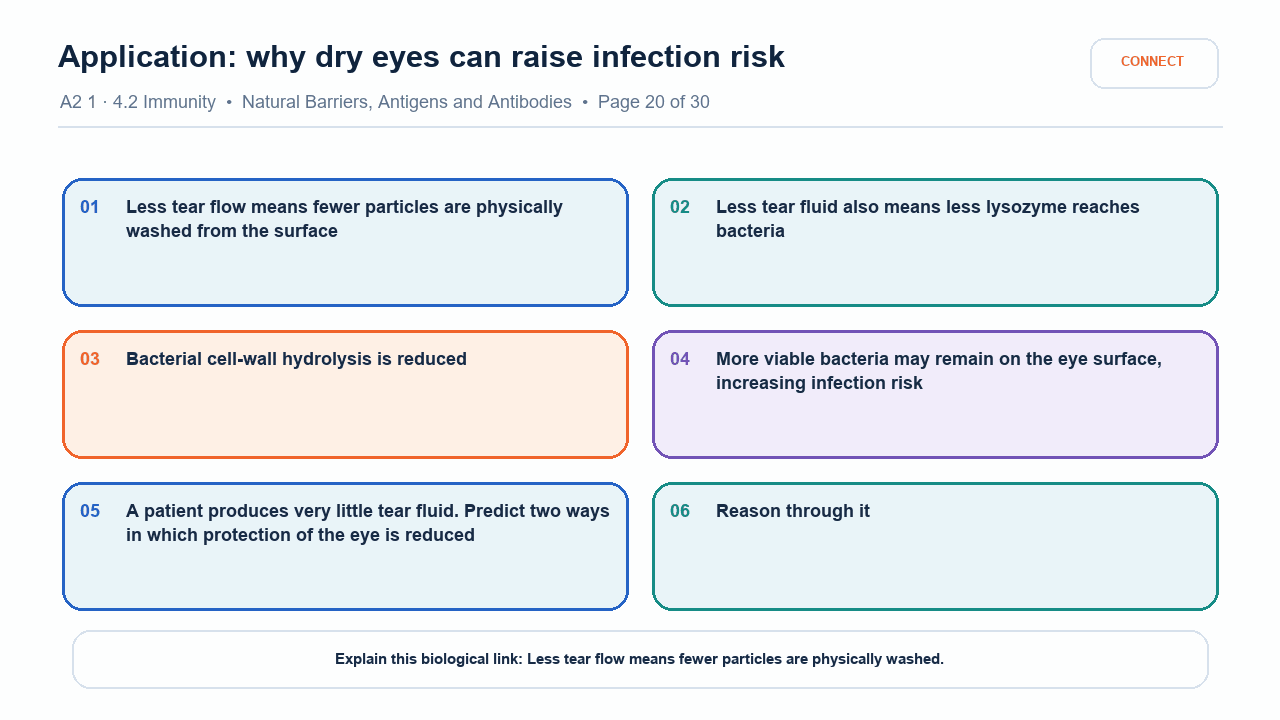 Application: why dry eyes can raise infection risk
CONNECT
A2 1 · 4.2 Immunity • Natural Barriers, Antigens and Antibodies • Page 20 of 30
01 Less tear flow means fewer particles are physically
washed from the surface
02 Less tear fluid also means less lysozyme reaches
bacteria
03 Bacterial cell-wall hydrolysis is reduced
04 More viable bacteria may remain on the eye surface,
increasing infection risk
05 A patient produces very little tear fluid. Predict two ways
in which protection of the eye is reduced
06 Reason through it
Explain this biological link: Less tear flow means fewer particles are physically washed.